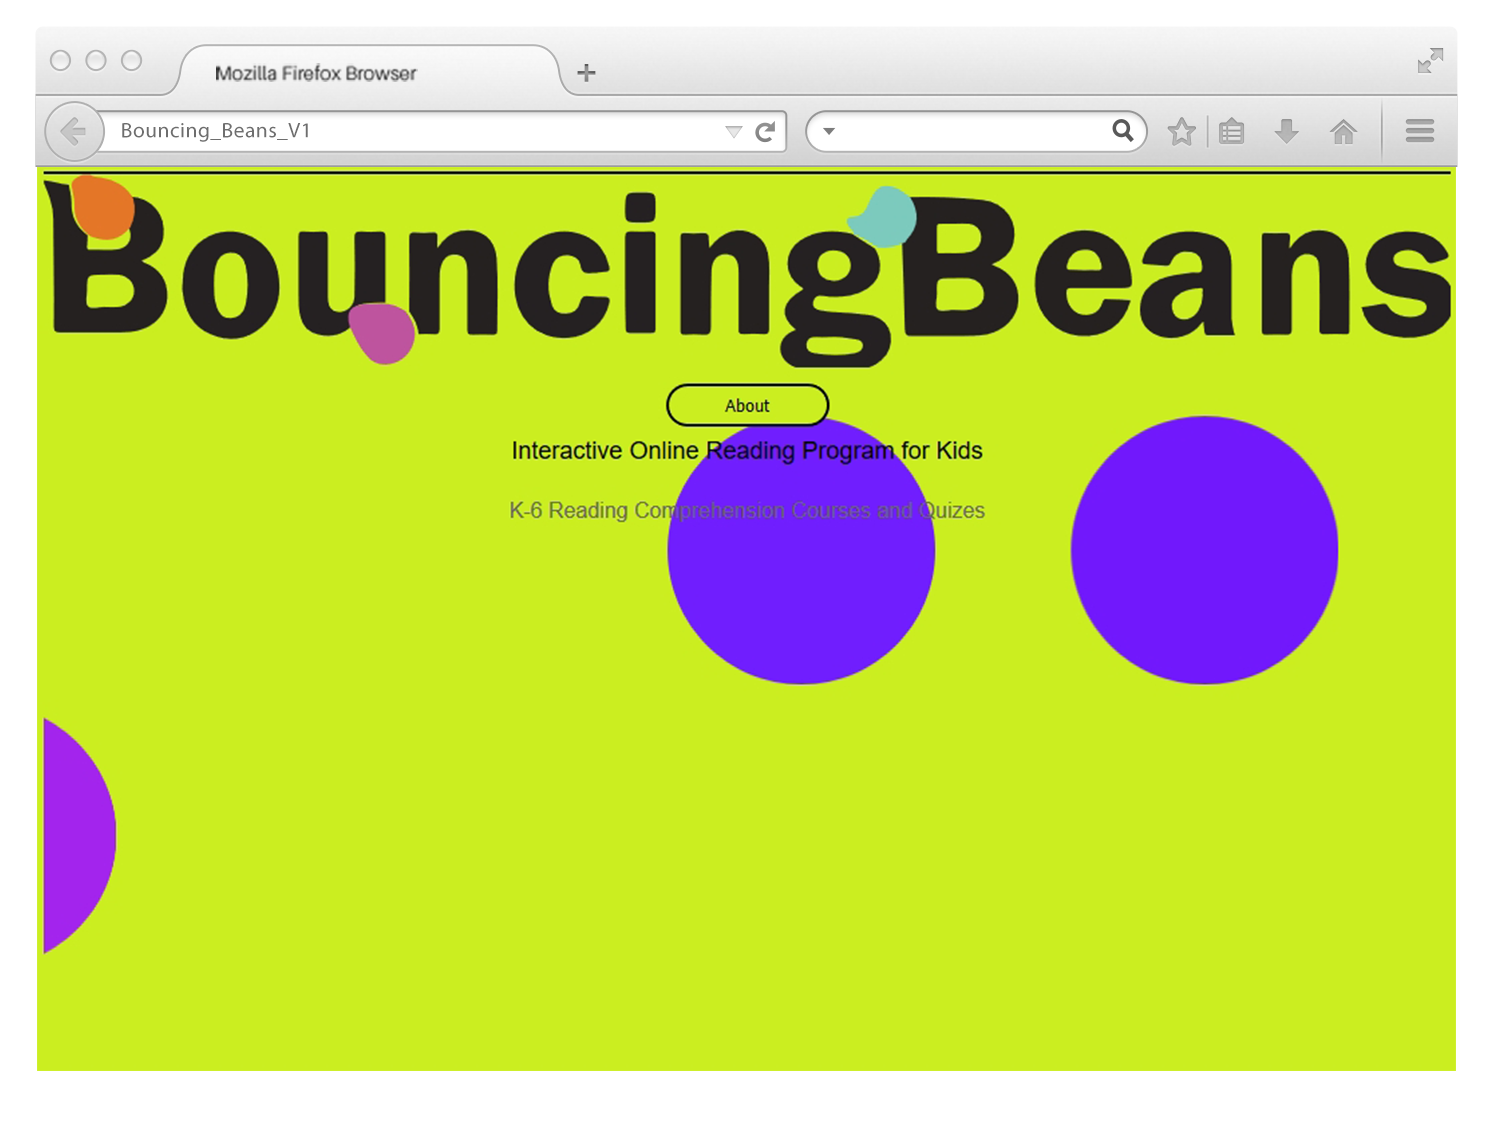 Mozilla Firefox Browser
Bouncing_Beans_V1
BouncingBeans
About
Interactive Online Reading Program for Kids
K-6 Reading Comprehension Courses and Quizes